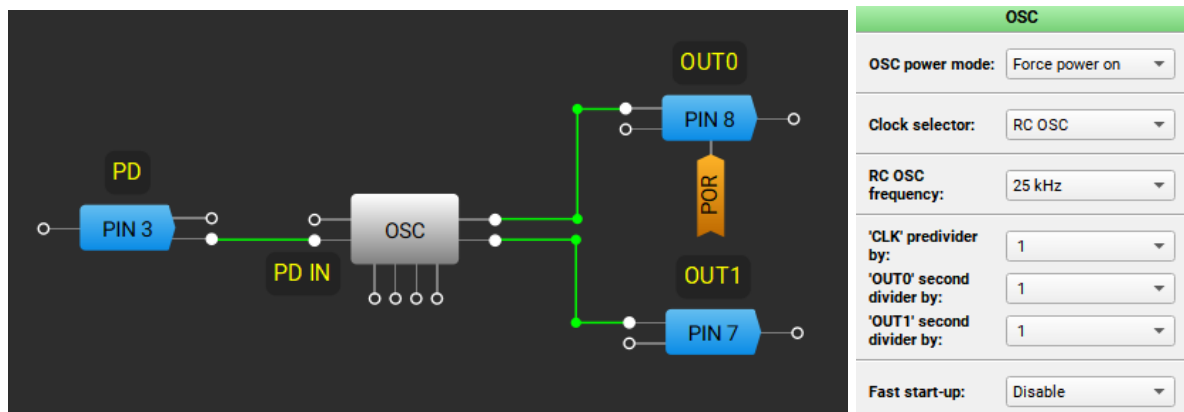 OUT0
PIN 8
POR
PD
PIN 3
OSC
PD IN
OUT1
PIN 7
OSC
OSC power mode: Force power on
Clock selector: RC OSC
RC OSC
frequency: 25 kHz
'CLK' predivider
by: 1
'OUT0' second
divider by: 1
'OUT1' second
divider by: 1
Fast start-up: Disable